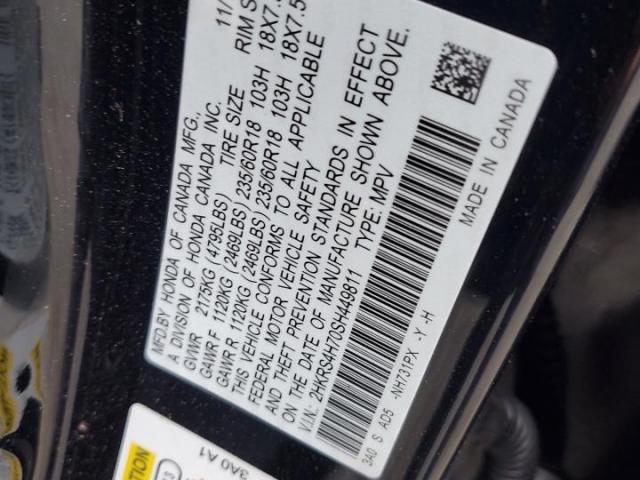 MFD.BY HONDA OF CANADA MFG., 11/
A DIVISION OF HONDA CANADA INC.
GVWR 2175KG (4795LBS) TIRE SIZE RIM S
GAWR F 1120KG (2469LBS) 235/60R18 103H 18X7.
GAWR R 1120KG (2469LBS) 235/60R18 103H 18X7.5
THIS VEHICLE CONFORMS TO ALL APPLICABLE
FEDERAL MOTOR VEHICLE SAFETY
AND THEFT PREVENTION STANDARDS IN EFFECT
ON THE DATE OF MANUFACTURE SHOWN ABOVE.
V.I.N.: 2HKRS4H70SH449811 TYPE: MPV
3A0 S AD5 -NH731PX -Y -H
MADE IN CANADA
3A0 A1